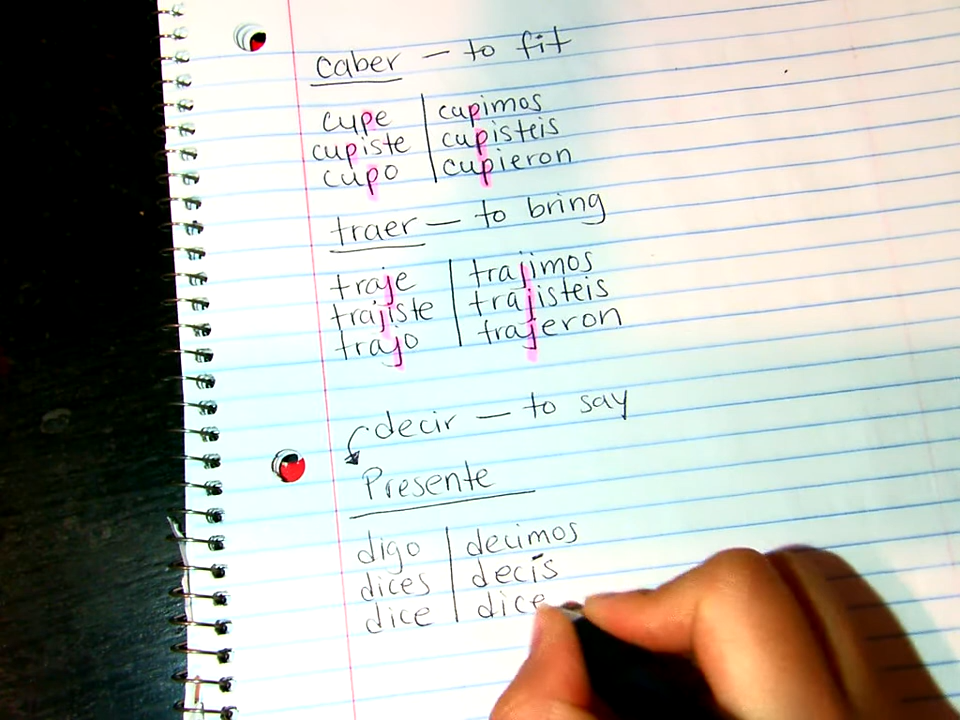 caber — to fit
cupe | cupimos
cupiste | cupisteis
cupo | cupieron
traer — to bring
traje | trajimos
trajiste | trajisteis
trajo | trajeron
decir — to say
Presente
digo | decimos
dices | decís
dice | dice